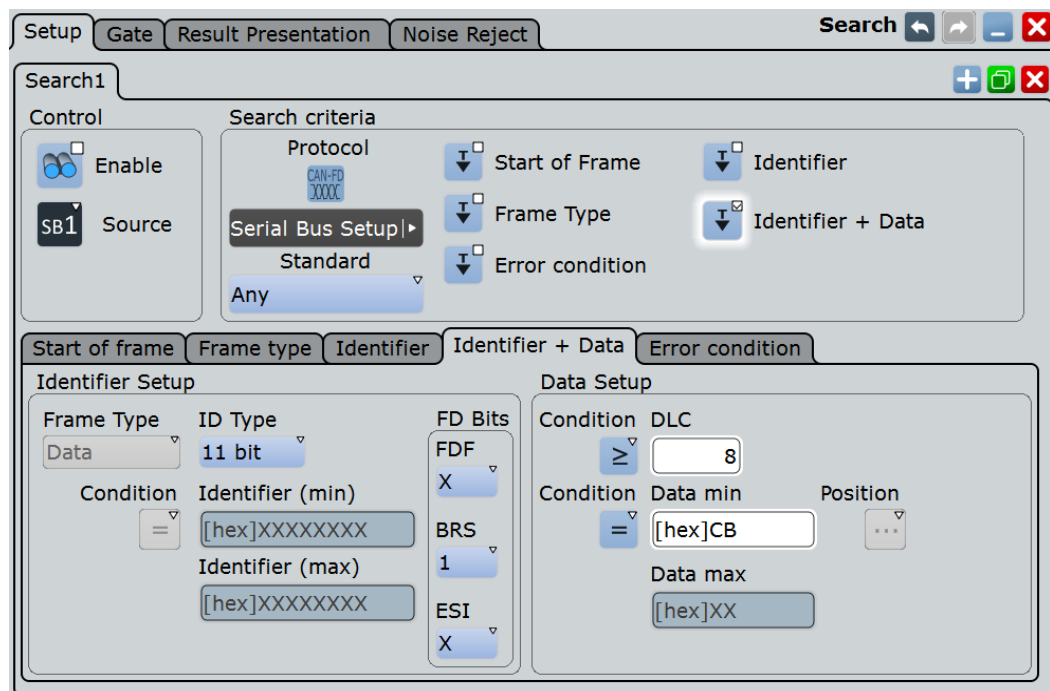 Setup Gate Result Presentation Noise Reject Search
Search1
Control Search criteria
Protocol
CAN-FD
XXXX
T Start of Frame T Identifier
Enable
T Frame Type T Identifier + Data
SB1 Source Serial Bus Setup
Standard
T Error condition
Any
Start of frame Frame type Identifier Identifier + Data Error condition
Identifier Setup Data Setup
Frame Type ID Type FD Bits Condition DLC
Data 11 bit FDF ≥ 8
X
Condition Identifier (min) Condition Data min Position
= [hex]XXXXXXXX BRS = [hex]CB ...
Identifier (max) 1 Data max
[hex]XXXXXXXX ESI [hex]XX
X